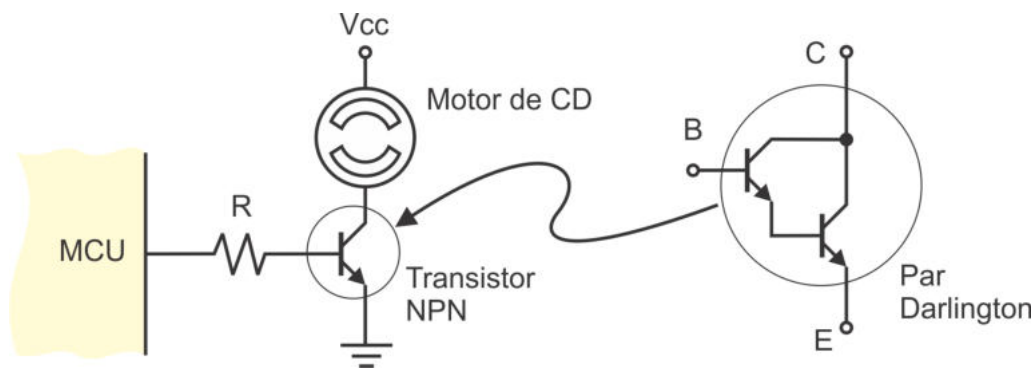 Vcc
Motor de CD
C
B
R
MCU
Transistor
NPN
Par
Darlington
E